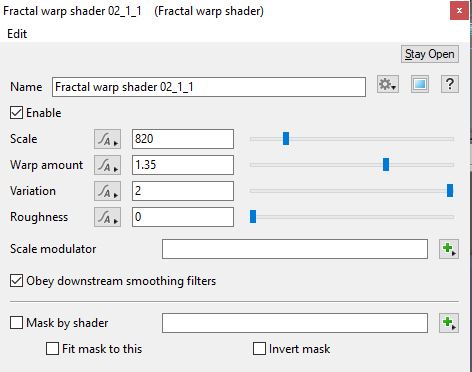 Fractal warp shader 02_1_1 (Fractal warp shader) x
Edit
Stay Open
Name Fractal warp shader 02_1_1 ?
Enable
Scale A 820
Warp amount A 1.35
Variation A 2
Roughness A 0
Scale modulator
Obey downstream smoothing filters
Mask by shader
Fit mask to this Invert mask